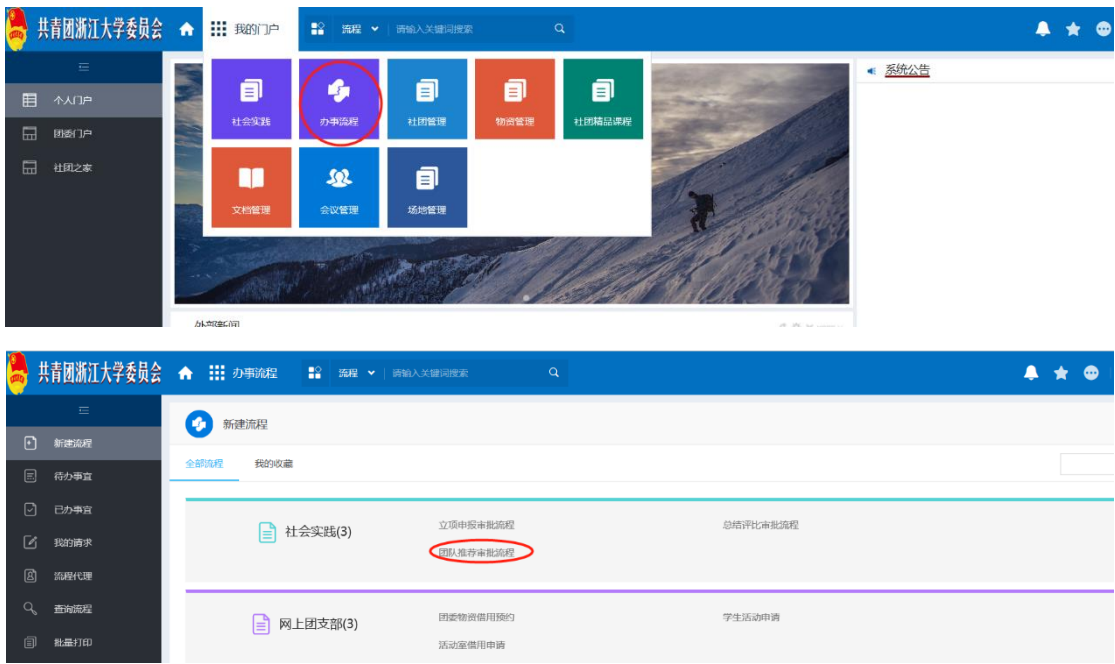 共青团浙江大学委员会 我的门户 流程 请输入关键词搜索
系统公告
个人门户
团委门户
社团之家
社会实践 办事流程 社团管理 物资管理 社团精品课程
文档管理 会议管理 场地管理
外部新闻
共青团浙江大学委员会 办事流程 流程 请输入关键词搜索
新建流程
待办事宜
已办事宜
我的请求
流程代理
查询流程
批量打印
新建流程
全部流程 我的收藏
社会实践(3) 立项申报审批流程 总结评比审批流程
团队推荐审批流程
网上团支部(3) 团委物资借用预约 学生活动申请
活动室借用申请